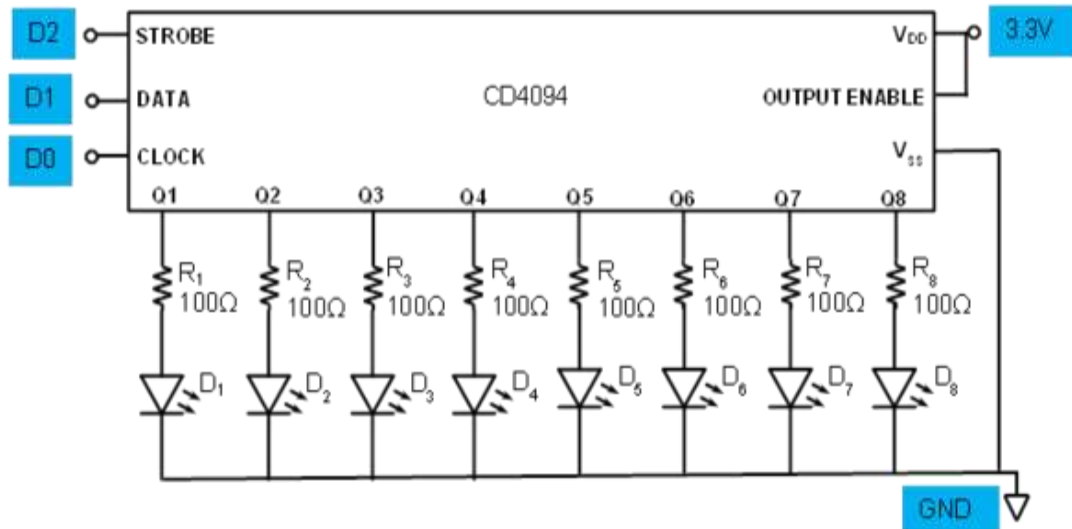 D2
STROBE
V_DD
3.3V
D1
DATA
CD4094
OUTPUT ENABLE
D0
CLOCK
V_SS
Q1 Q2 Q3 Q4 Q5 Q6 Q7 Q8
R₁ R₂ R₃ R₄ R₅ R₆ R₇ R₈
100Ω 100Ω 100Ω 100Ω 100Ω 100Ω 100Ω 100Ω
D₁ D₂ D₃ D₄ D₅ D₆ D₇ D₈
GND